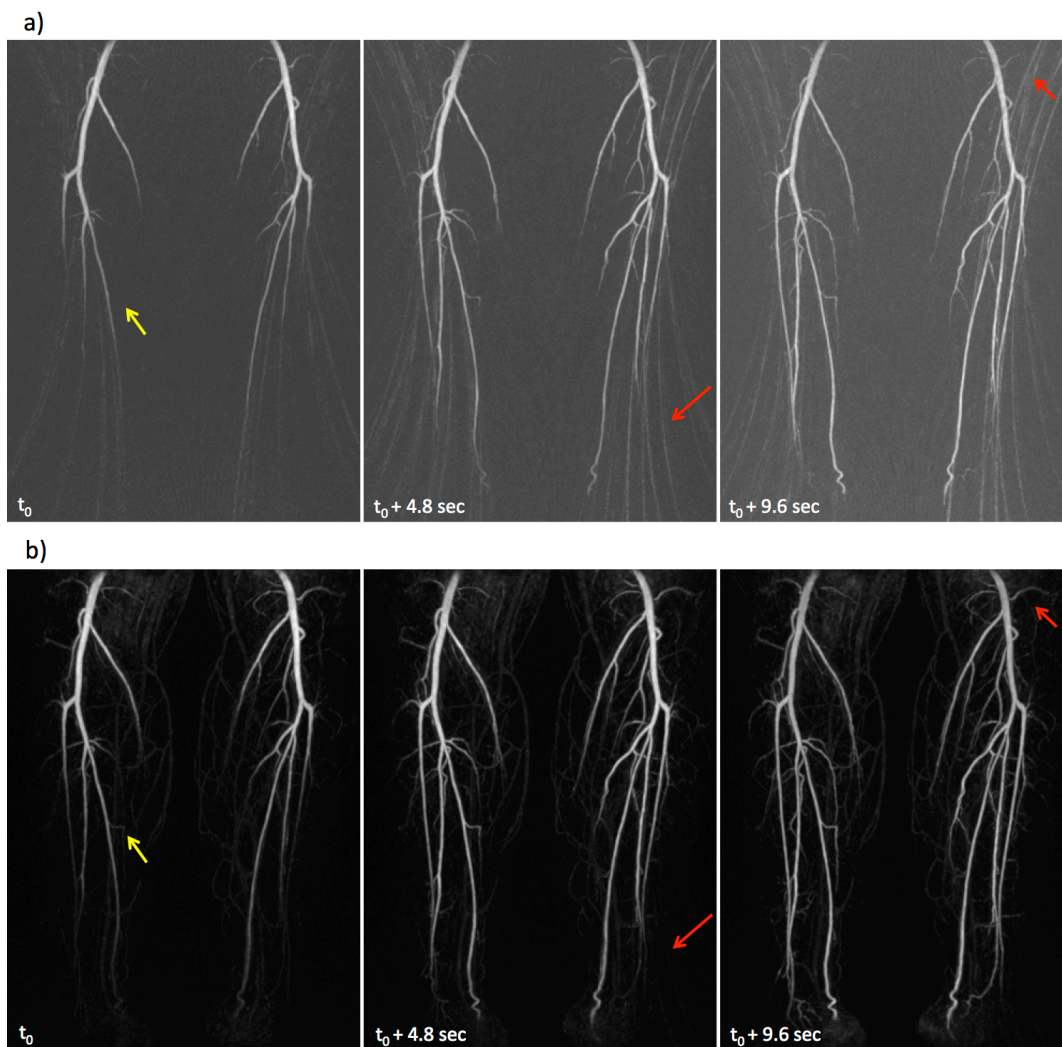 a)
t₀
t₀ + 4.8 sec
t₀ + 9.6 sec
b)
t₀
t₀ + 4.8 sec
t₀ + 9.6 sec